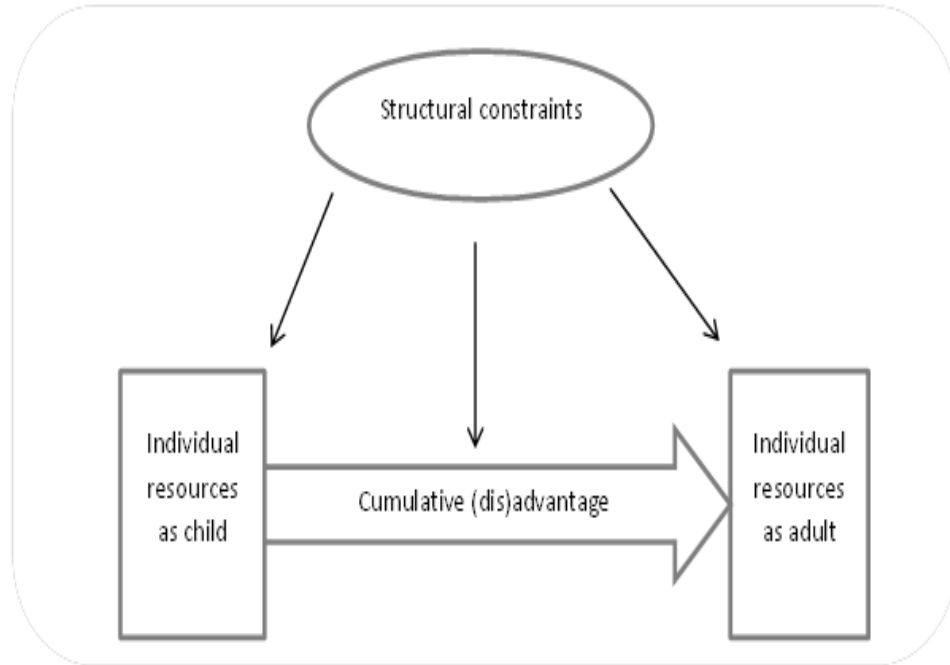 Structural constraints
Individual
resources
as child
Cumulative (dis)advantage
Individual
resources
as adult